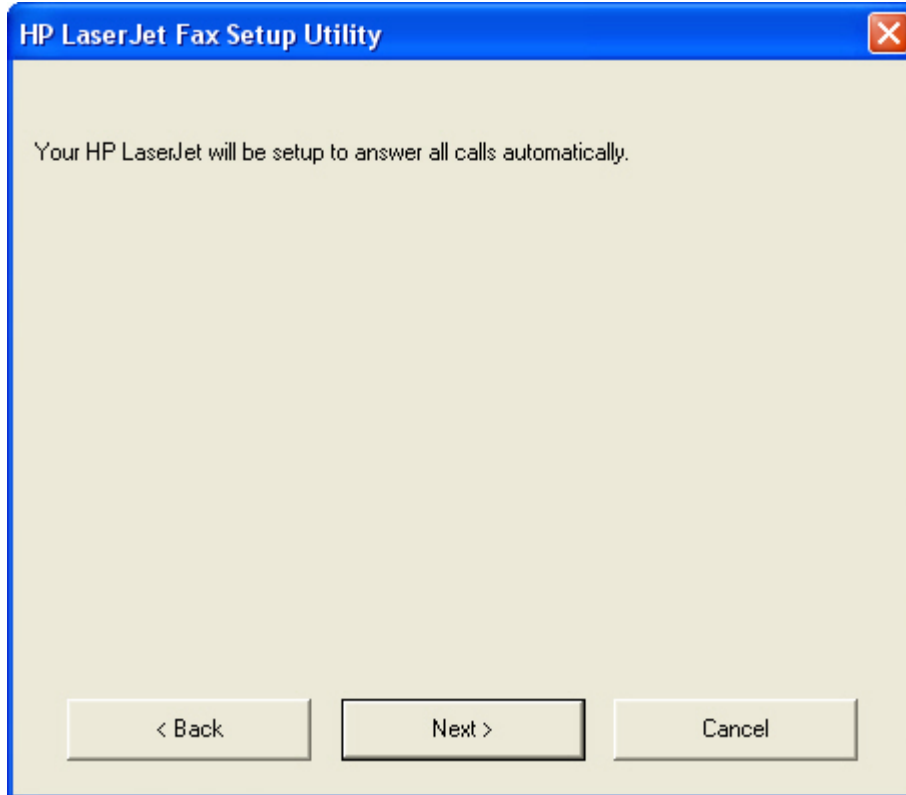 HP LaserJet Fax Setup Utility
Your HP LaserJet will be setup to answer all calls automatically.
< Back
Next >
Cancel